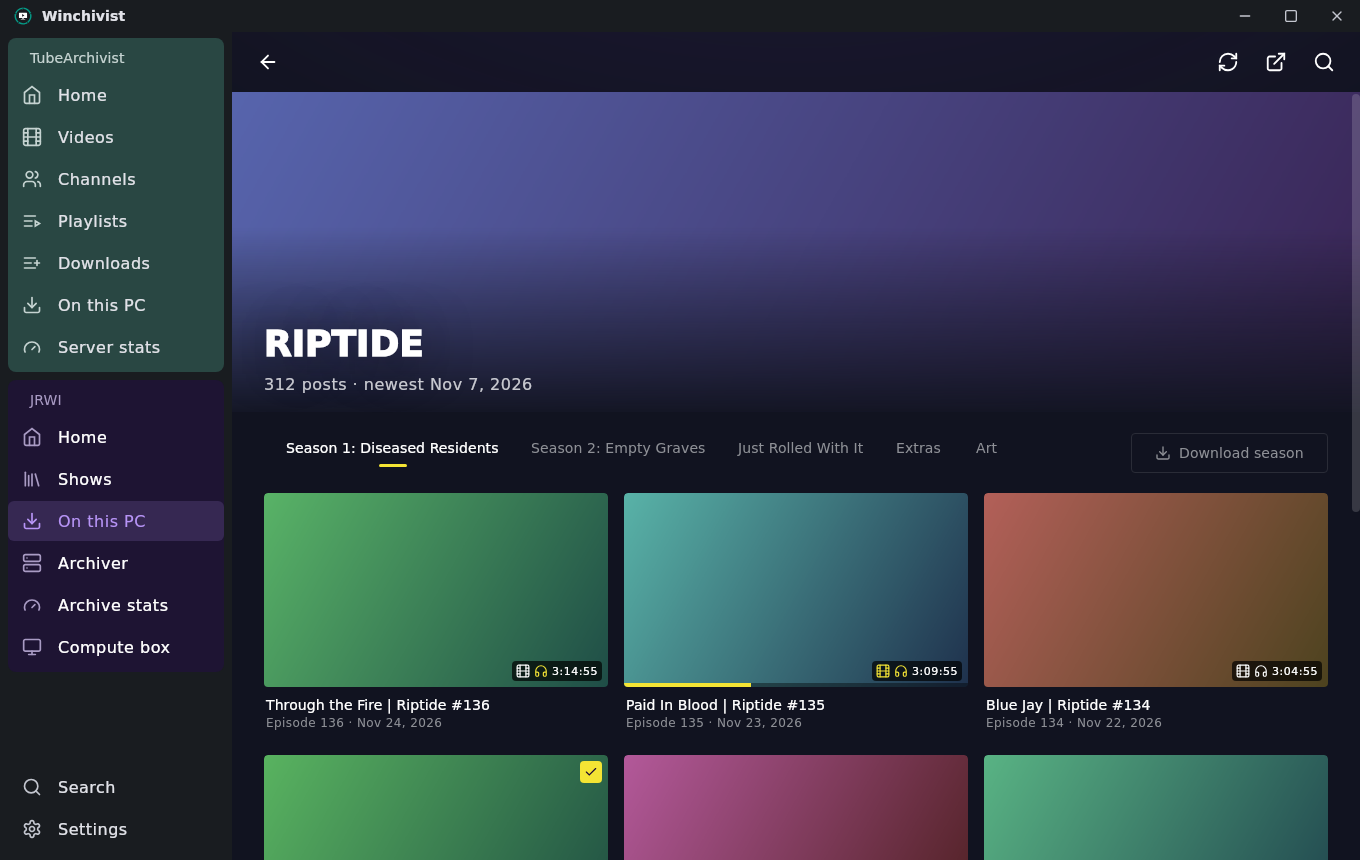 Winchivist
TubeArchivist
Home
Videos
Channels
Playlists
Downloads
On this PC
Server stats
JRWI
Home
Shows
On this PC
Archiver
Archive stats
Compute box
Search
Settings
RIPTIDE
312 posts · newest Nov 7, 2026
Season 1: Diseased Residents
Season 2: Empty Graves
Just Rolled With It
Extras
Art
Download season
3:14:55
3:09:55
3:04:55
Through the Fire | Riptide #136
Episode 136 · Nov 24, 2026
Paid In Blood | Riptide #135
Episode 135 · Nov 23, 2026
Blue Jay | Riptide #134
Episode 134 · Nov 22, 2026